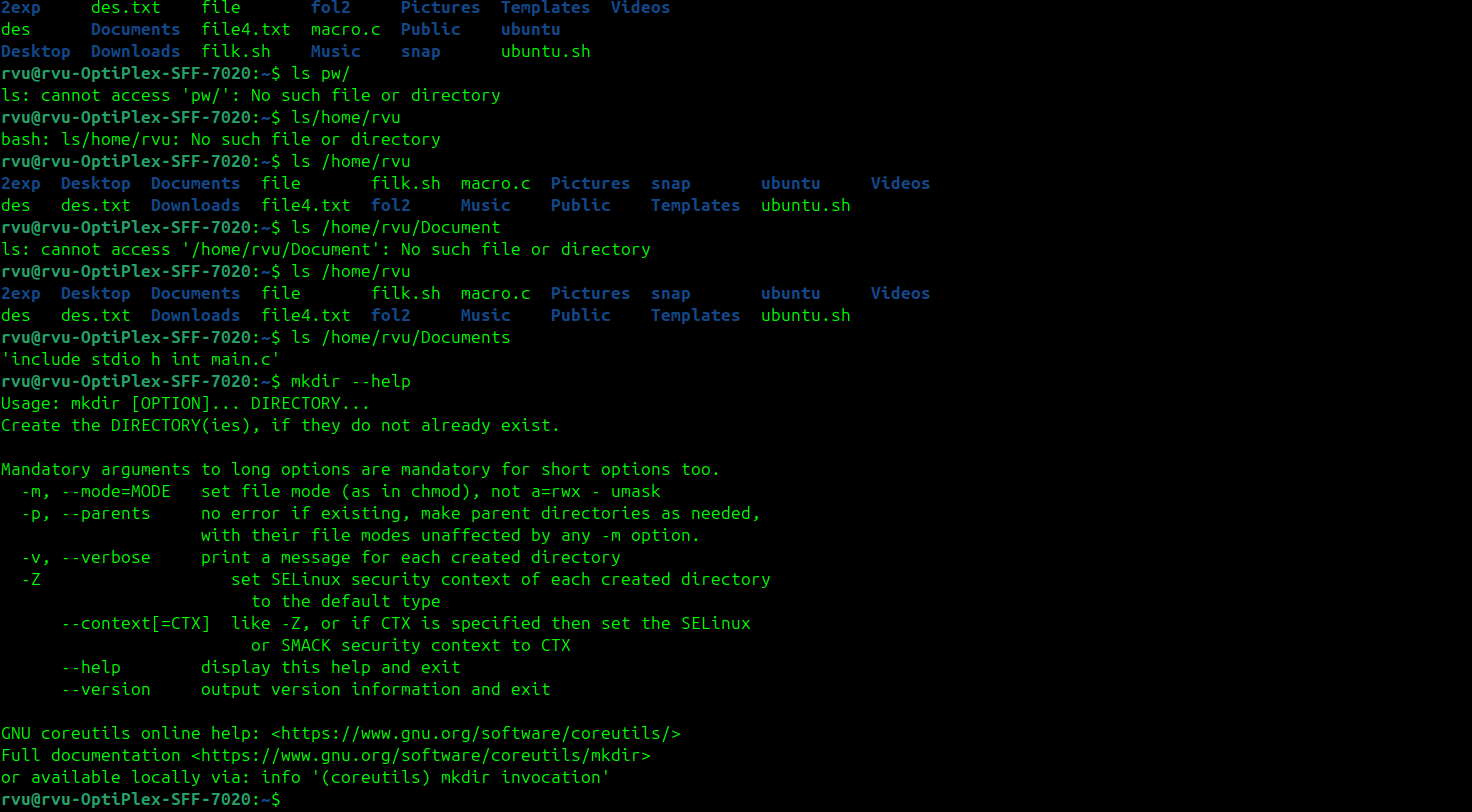 2exp     des.txt    file       fol2     Pictures  Templates  Videos
des      Documents  file4.txt  macro.c  Public    ubuntu
Desktop  Downloads  filk.sh    Music    snap      ubuntu.sh
rvu@rvu-OptiPlex-SFF-7020:~$ ls pw/
ls: cannot access 'pw/': No such file or directory
rvu@rvu-OptiPlex-SFF-7020:~$ ls/home/rvu
bash: ls/home/rvu: No such file or directory
rvu@rvu-OptiPlex-SFF-7020:~$ ls /home/rvu
2exp  Desktop  Documents  file       filk.sh  macro.c  Pictures  snap       ubuntu     Videos
des   des.txt  Downloads  file4.txt  fol2     Music    Public    Templates  ubuntu.sh
rvu@rvu-OptiPlex-SFF-7020:~$ ls /home/rvu/Document
ls: cannot access '/home/rvu/Document': No such file or directory
rvu@rvu-OptiPlex-SFF-7020:~$ ls /home/rvu
2exp  Desktop  Documents  file       filk.sh  macro.c  Pictures  snap       ubuntu     Videos
des   des.txt  Downloads  file4.txt  fol2     Music    Public    Templates  ubuntu.sh
rvu@rvu-OptiPlex-SFF-7020:~$ ls /home/rvu/Documents
'include stdio h int main.c'
rvu@rvu-OptiPlex-SFF-7020:~$ mkdir --help
Usage: mkdir [OPTION]... DIRECTORY...
Create the DIRECTORY(ies), if they do not already exist.

Mandatory arguments to long options are mandatory for short options too.
  -m, --mode=MODE   set file mode (as in chmod), not a=rwx - umask
  -p, --parents     no error if existing, make parent directories as needed,
                    with their file modes unaffected by any -m option.
  -v, --verbose     print a message for each created directory
  -Z                   set SELinux security context of each created directory
                         to the default type
      --context[=CTX]  like -Z, or if CTX is specified then set the SELinux
                         or SMACK security context to CTX
      --help        display this help and exit
      --version     output version information and exit

GNU coreutils online help: <https://www.gnu.org/software/coreutils/>
Full documentation <https://www.gnu.org/software/coreutils/mkdir>
or available locally via: info '(coreutils) mkdir invocation'
rvu@rvu-OptiPlex-SFF-7020:~$